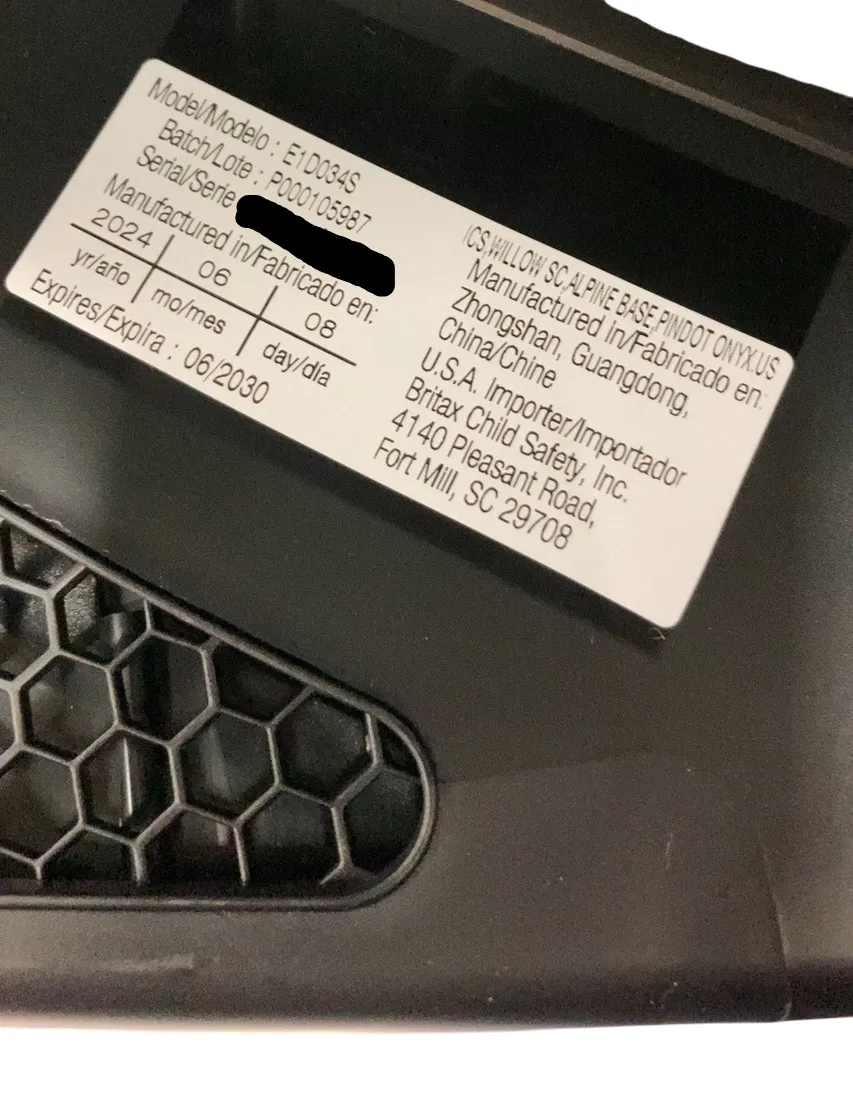 Model/Modelo : E1D034S
Batch/Lote : P000105987
Serial/Serie
Manufactured in/Fabricado en:
2024 06 08
yr/año mo/mes day/día
Expires/Expira : 06/2030
ICS,WILLOW SC,ALPINE BASE,PINDOT ONYX.US
Manufactured in/Fabricado en:
Zhongshan, Guangdong,
China/Chine
U.S.A. Importer/Importador
Britax Child Safety, Inc.
4140 Pleasant Road,
Fort Mill, SC 29708